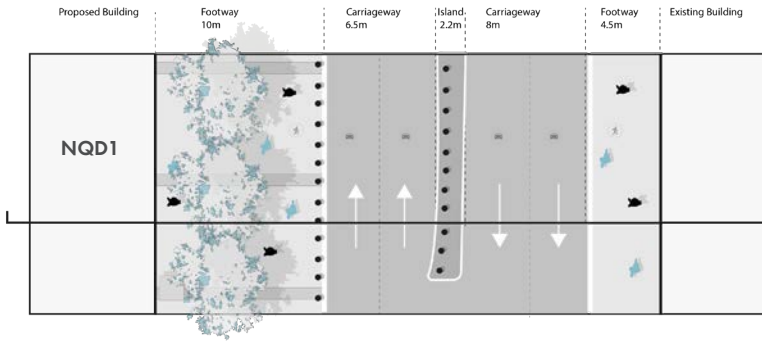 Proposed Building
Footway
10m
Carriageway
6.5m
Island
2.2m
Carriageway
8m
Footway
4.5m
Existing Building
NQD1